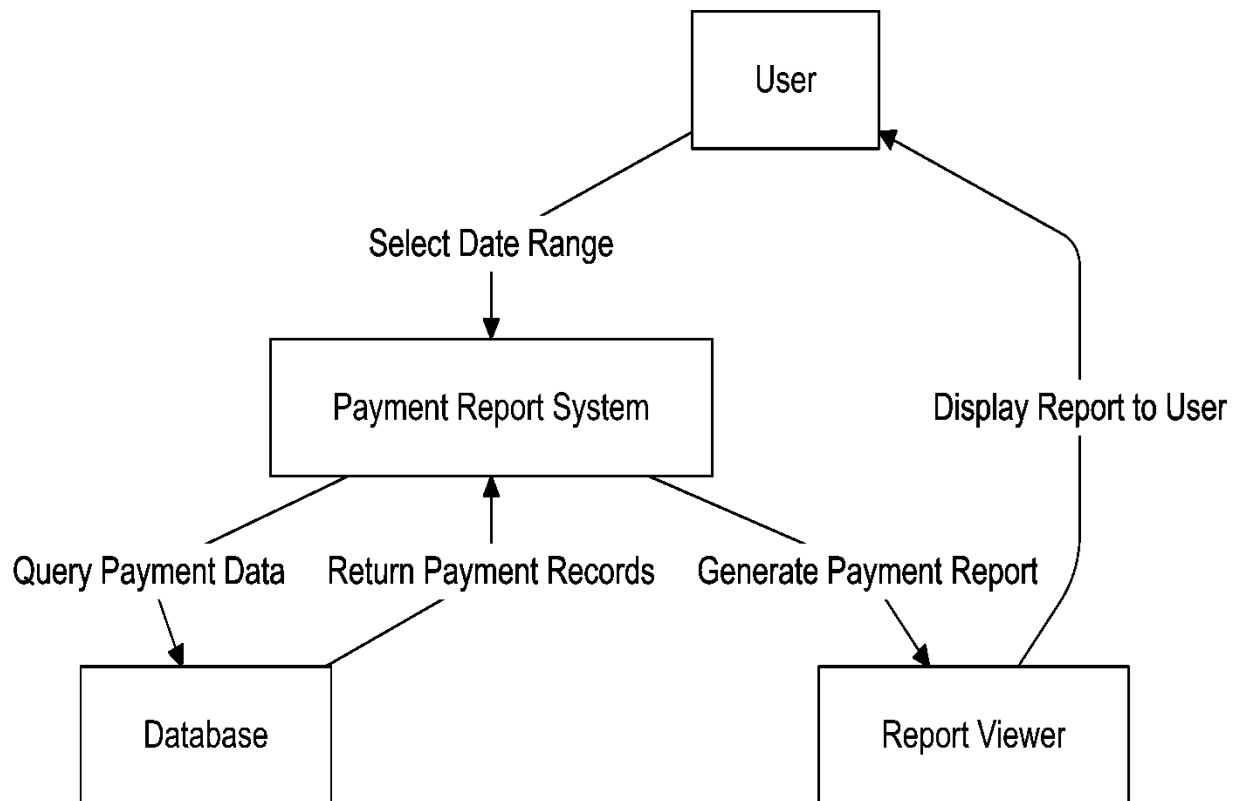 User
Select Date Range
Payment Report System
Display Report to User
Query Payment Data
Return Payment Records
Generate Payment Report
Database
Report Viewer